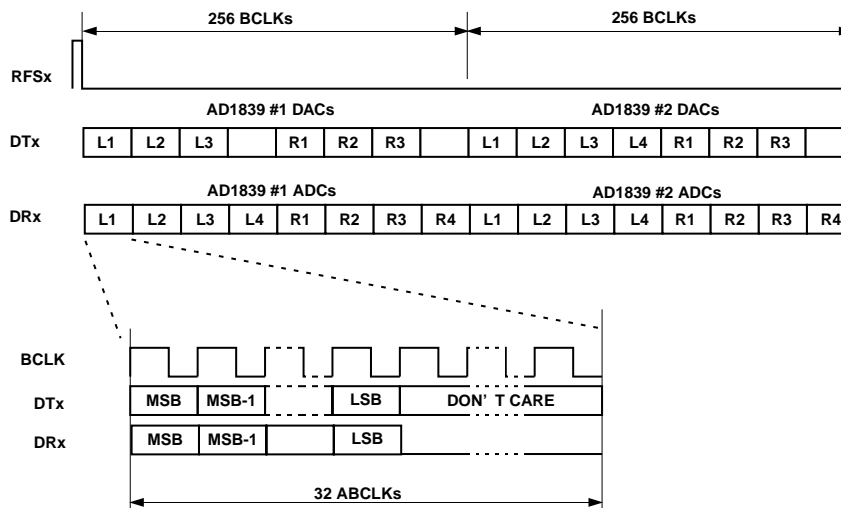 256 BCLKs 256 BCLKs
RFSx
AD1839 #1 DACs AD1839 #2 DACs
DTx L1 L2 L3 R1 R2 R3 L1 L2 L3 L4 R1 R2 R3
AD1839 #1 ADCs AD1839 #2 ADCs
DRx L1 L2 L3 L4 R1 R2 R3 R4 L1 L2 L3 L4 R1 R2 R3 R4
BCLK
DTx MSB MSB-1 LSB DON' T CARE
DRx MSB MSB-1 LSB
32 ABCLKs